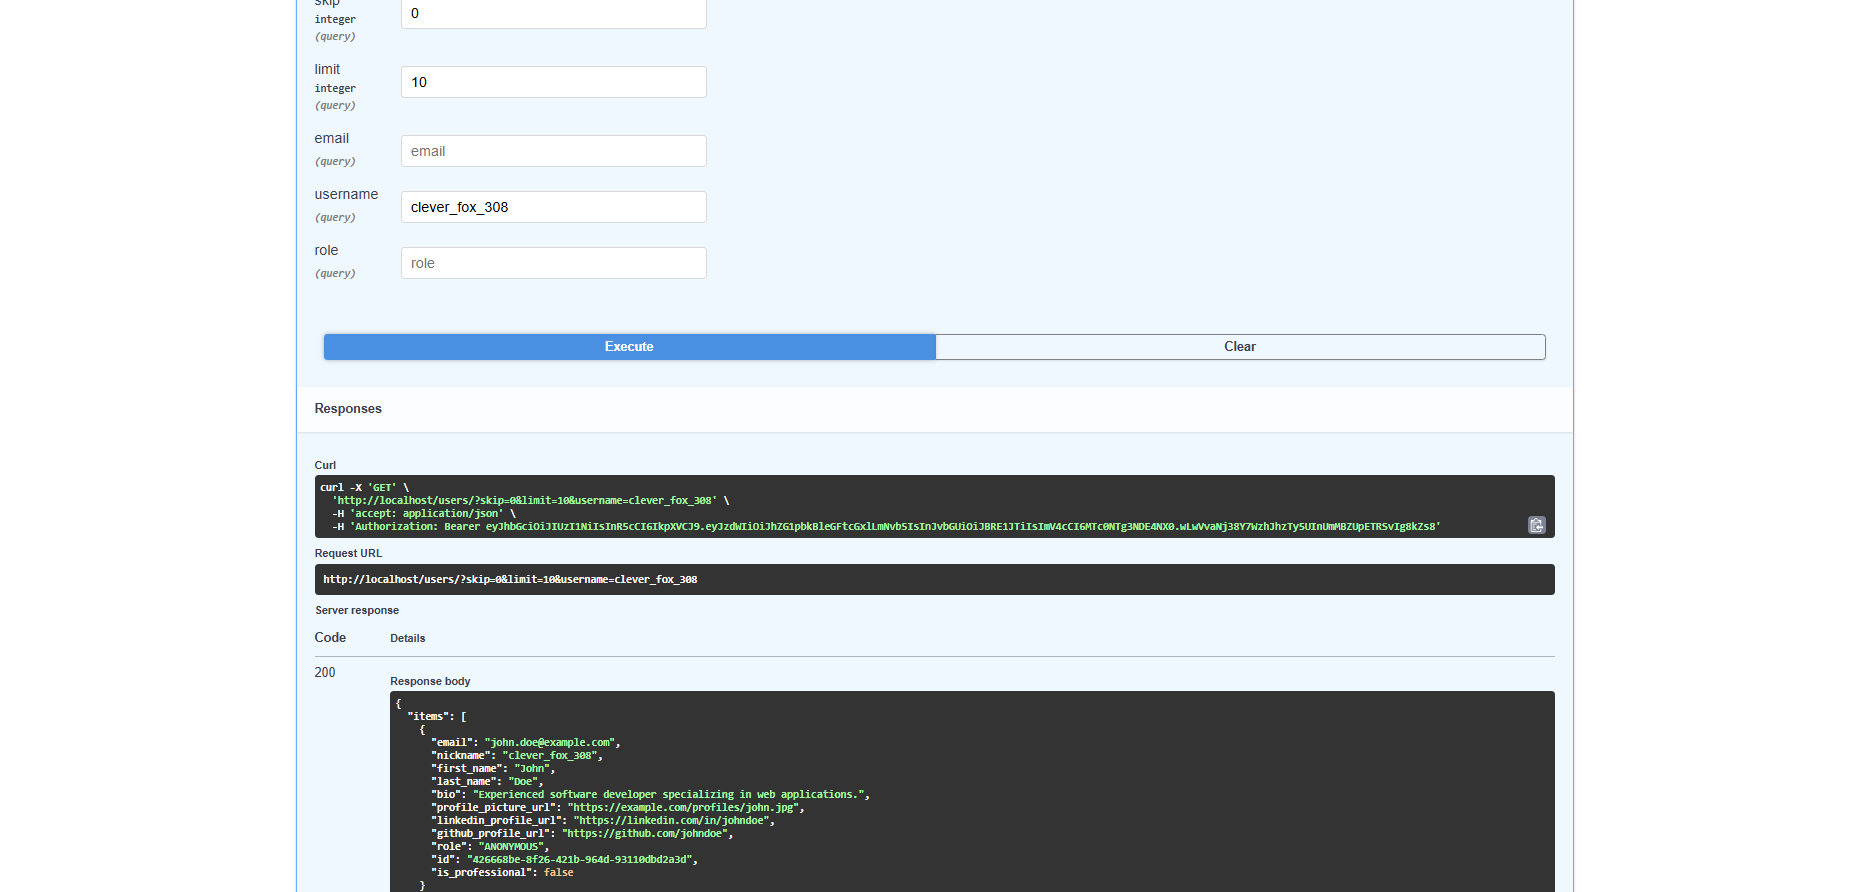 skip
integer
(query)
0
limit
integer
(query)
10
email
(query)
email
username
(query)
clever_fox_308
role
(query)
role
Execute
Clear
Responses
Curl
curl -X 'GET' \
'http://localhost/users/?skip=0&limit=10&username=clever_fox_308' \
-H 'accept: application/json' \
-H 'Authorization: Bearer eyJhbGciOiJIUzI1NiIsInR5cCI6IkpXVCJ9.eyJzdWIiOiJhZG1pbkBleGFtcGxlLmNvbSIsInJvbGUiOiJBRE1JTiIsImV4cCI6MTc0NTg3NDE4NX0.wLwVvaNj38Y7WzhJhzTy5UInUmMBZUpETRSvIg8kZs8'
Request URL
http://localhost/users/?skip=0&limit=10&username=clever_fox_308
Server response
Code
Details
200
Response body
{
"items": [
{
"email": "john.doe@example.com",
"nickname": "clever_fox_308",
"first_name": "John",
"last_name": "Doe",
"bio": "Experienced software developer specializing in web applications.",
"profile_picture_url": "https://example.com/profiles/john.jpg",
"linkedin_profile_url": "https://linkedin.com/in/johndoe",
"github_profile_url": "https://github.com/johndoe",
"role": "ANONYMOUS",
"id": "426668be-8f26-421b-964d-93110dbd2a3d",
"is_professional": false
}